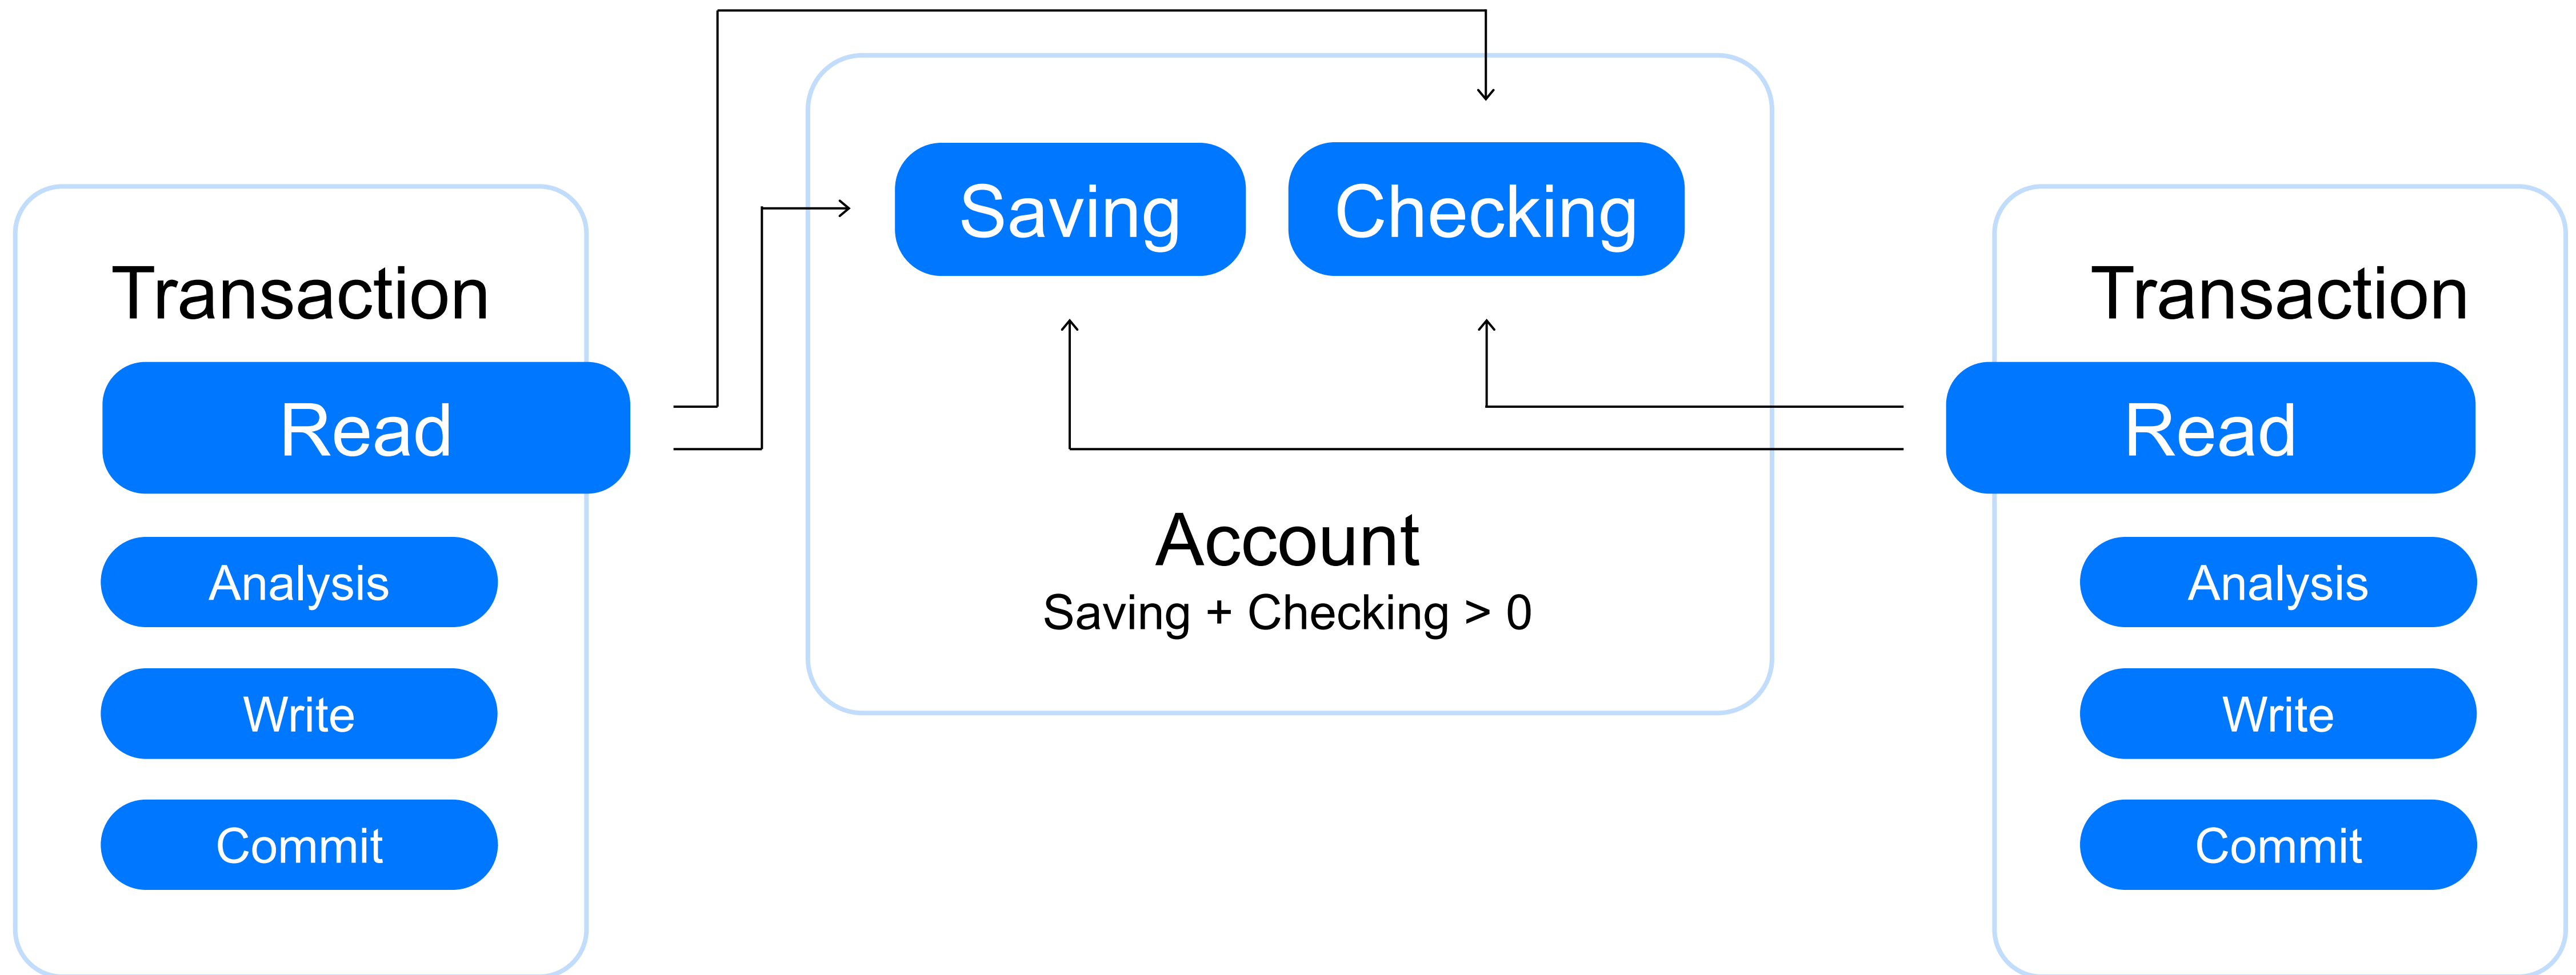 Transaction
Read
Analysis
Write
Commit
Saving
Checking
Account
Saving + Checking > 0
Transaction
Read
Analysis
Write
Commit